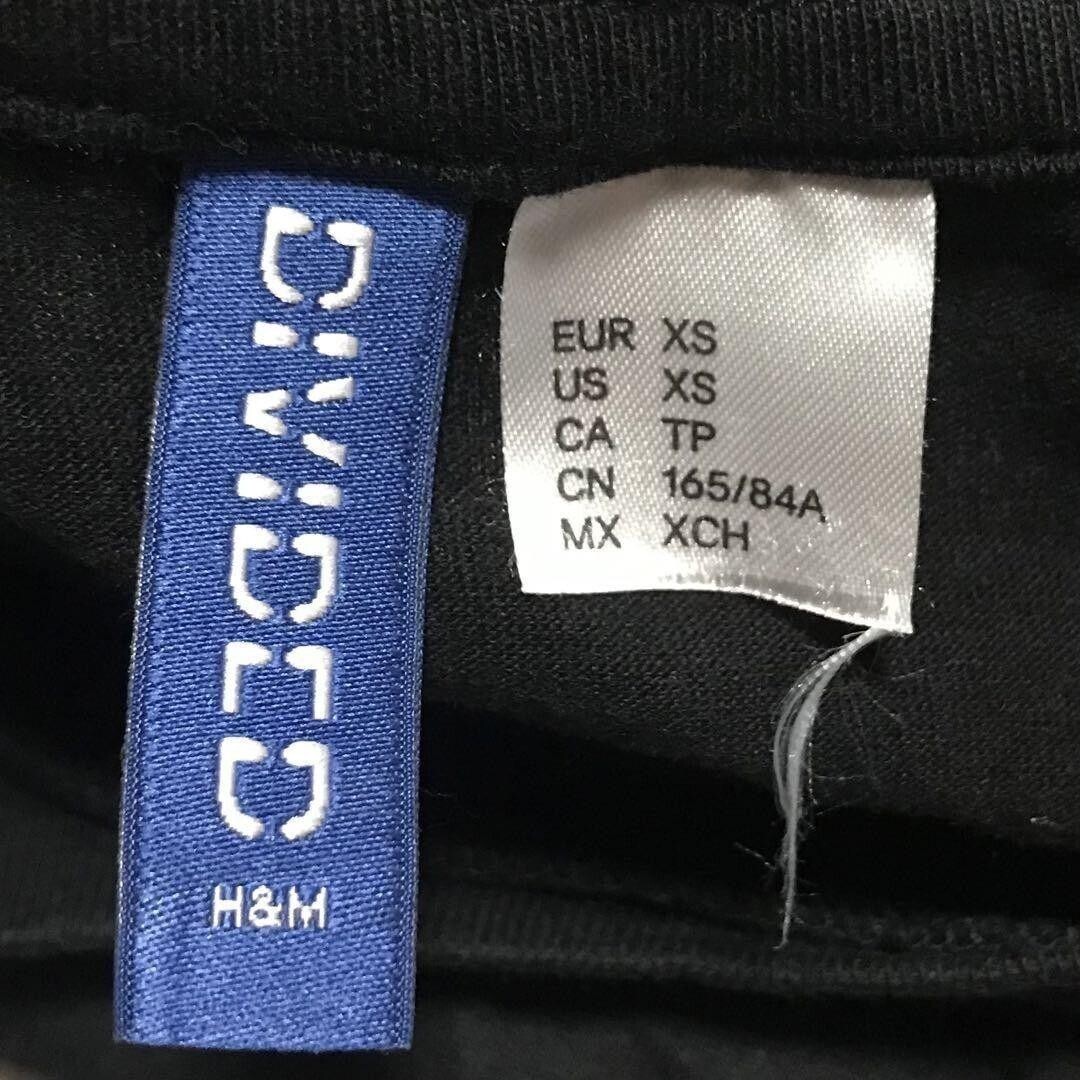 DIVIDED
H&M
EUR XS
US XS
CA TP
CN 165/84A
MX XCH